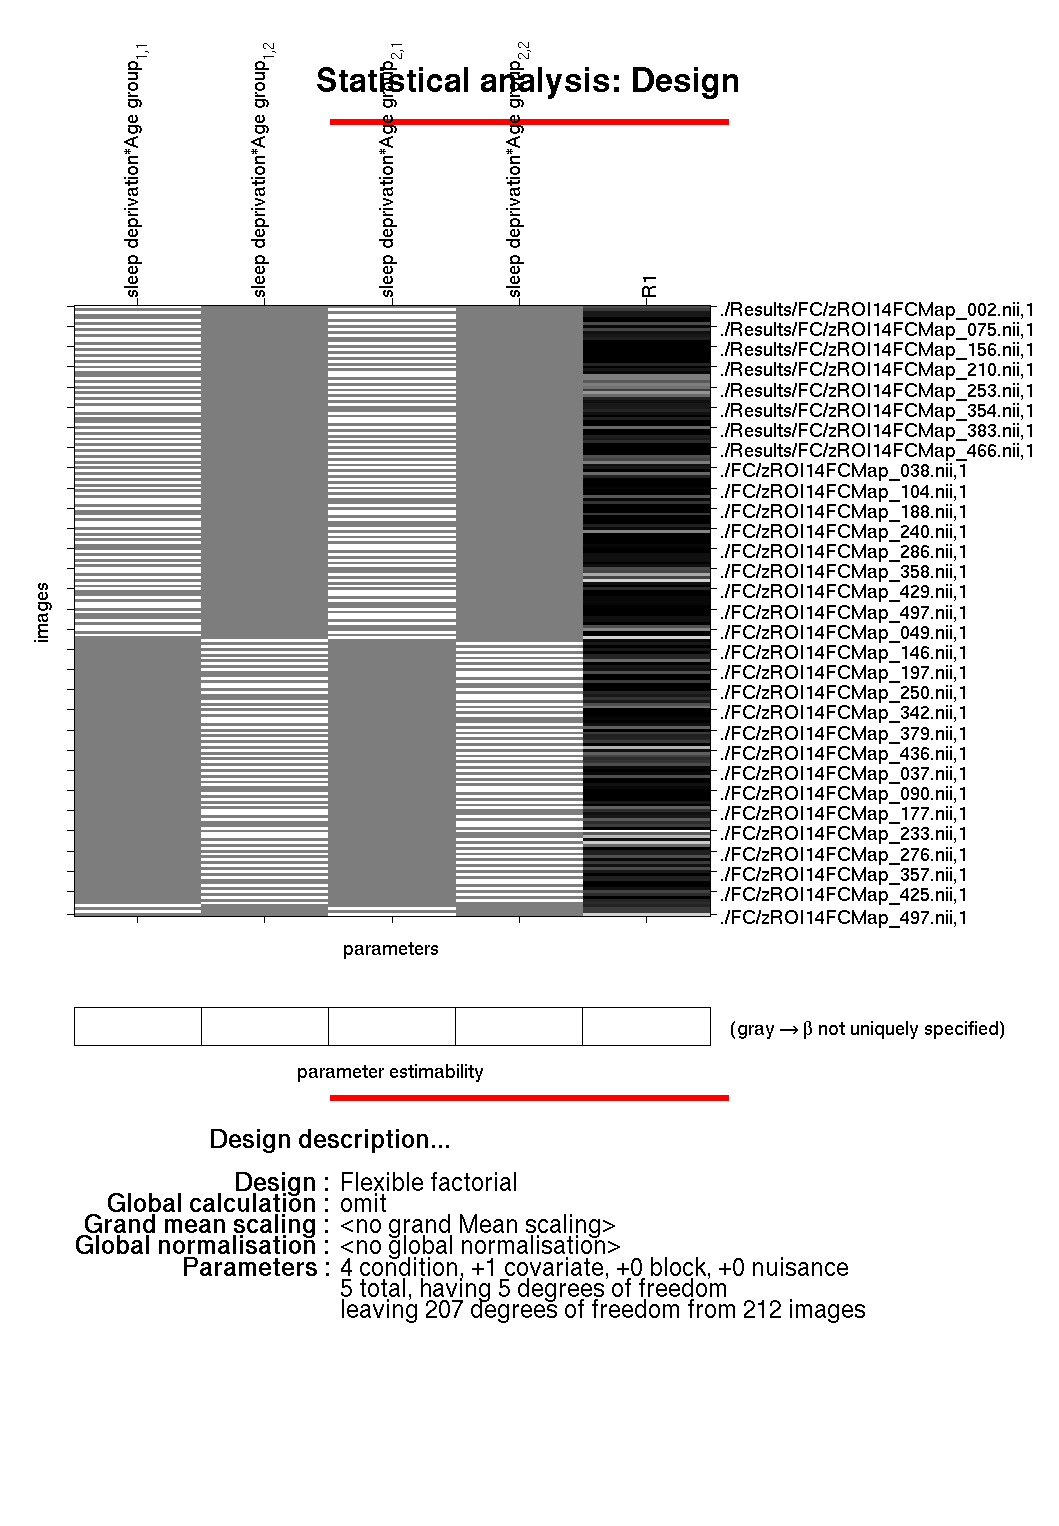 Statistical analysis: Design
sleep deprivation*Age group1,1
sleep deprivation*Age group1,2
sleep deprivation*Age group2,1
sleep deprivation*Age group2,2
R1
images
./Results/FC/zROI14FCMap_002.nii,1
./Results/FC/zROI14FCMap_075.nii,1
./Results/FC/zROI14FCMap_156.nii,1
./Results/FC/zROI14FCMap_210.nii,1
./Results/FC/zROI14FCMap_253.nii,1
./Results/FC/zROI14FCMap_354.nii,1
./Results/FC/zROI14FCMap_383.nii,1
./Results/FC/zROI14FCMap_466.nii,1
./FC/zROI14FCMap_038.nii,1
./FC/zROI14FCMap_104.nii,1
./FC/zROI14FCMap_188.nii,1
./FC/zROI14FCMap_240.nii,1
./FC/zROI14FCMap_286.nii,1
./FC/zROI14FCMap_358.nii,1
./FC/zROI14FCMap_429.nii,1
./FC/zROI14FCMap_497.nii,1
./FC/zROI14FCMap_049.nii,1
./FC/zROI14FCMap_146.nii,1
./FC/zROI14FCMap_197.nii,1
./FC/zROI14FCMap_250.nii,1
./FC/zROI14FCMap_342.nii,1
./FC/zROI14FCMap_379.nii,1
./FC/zROI14FCMap_436.nii,1
./FC/zROI14FCMap_037.nii,1
./FC/zROI14FCMap_090.nii,1
./FC/zROI14FCMap_177.nii,1
./FC/zROI14FCMap_233.nii,1
./FC/zROI14FCMap_276.nii,1
./FC/zROI14FCMap_357.nii,1
./FC/zROI14FCMap_425.nii,1
./FC/zROI14FCMap_497.nii,1
parameters
(gray → β not uniquely specified)
parameter estimability
Design description...
Design : Flexible factorial
Global calculation : omit
Grand mean scaling : <no grand Mean scaling>
Global normalisation : <no global normalisation>
Parameters : 4 condition, +1 covariate, +0 block, +0 nuisance
5 total, having 5 degrees of freedom
leaving 207 degrees of freedom from 212 images